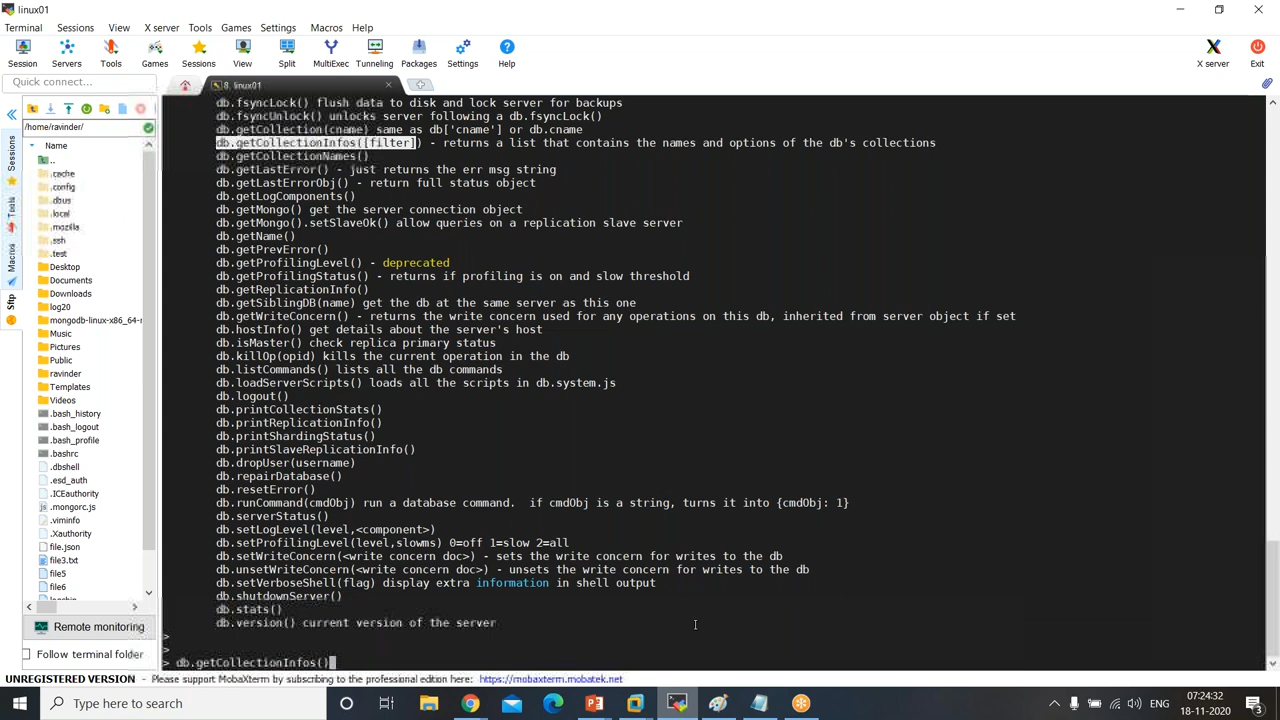 linux01
Terminal Sessions View X server Tools Games Settings Macros Help
Session Servers Tools Games Sessions View Split MultiExec Tunneling Packages Settings Help X server Exit
Quick connect...
8. linux01
/home/ravinder/
Name
..
.cache
.config
.dbus
.local
.mozilla
.ssh
.test
Desktop
Documents
Downloads
log20
mongodb-linux-x86_64-r
Music
Pictures
Public
ravinder
Templates
Videos
.bash_history
.bash_logout
.bash_profile
.bashrc
.dbshell
.esd_auth
.ICEauthority
.mongorc.js
.viminfo
.Xauthority
file.json
file3.txt
file5
file6
Sessions
Tools
Macros
Sftp
Remote monitoring
Follow terminal folder
db.fsyncLock() flush data to disk and lock server for backups
db.fsyncUnlock() unlocks server following a db.fsyncLock()
db.getCollection(cname) same as db['cname'] or db.cname
db.getCollectionInfos([filter]) - returns a list that contains the names and options of the db's collections
db.getCollectionNames()
db.getLastError() - just returns the err msg string
db.getLastErrorObj() - return full status object
db.getLogComponents()
db.getMongo() get the server connection object
db.getMongo().setSlaveOk() allow queries on a replication slave server
db.getName()
db.getPrevError()
db.getProfilingLevel() - deprecated
db.getProfilingStatus() - returns if profiling is on and slow threshold
db.getReplicationInfo()
db.getSiblingDB(name) get the db at the same server as this one
db.getWriteConcern() - returns the write concern used for any operations on this db, inherited from server object if set
db.hostInfo() get details about the server's host
db.isMaster() check replica primary status
db.killOp(opid) kills the current operation in the db
db.listCommands() lists all the db commands
db.loadServerScripts() loads all the scripts in db.system.js
db.logout()
db.printCollectionStats()
db.printReplicationInfo()
db.printShardingStatus()
db.printSlaveReplicationInfo()
db.dropUser(username)
db.repairDatabase()
db.resetError()
db.runCommand(cmdObj) run a database command.  if cmdObj is a string, turns it into {cmdObj: 1}
db.serverStatus()
db.setLogLevel(level,<component>)
db.setProfilingLevel(level,slowms) 0=off 1=slow 2=all
db.setWriteConcern(<write concern doc>) - sets the write concern for writes to the db
db.unsetWriteConcern(<write concern doc>) - unsets the write concern for writes to the db
db.setVerboseShell(flag) display extra information in shell output
db.shutdownServer()
db.stats()
db.version() current version of the server
>
>
> db.getCollectionInfos()
UNREGISTERED VERSION - Please support MobaXterm by subscribing to the professional edition here: https://mobaxterm.mobatek.net
Type here to search
07:24:32
18-11-2020
3